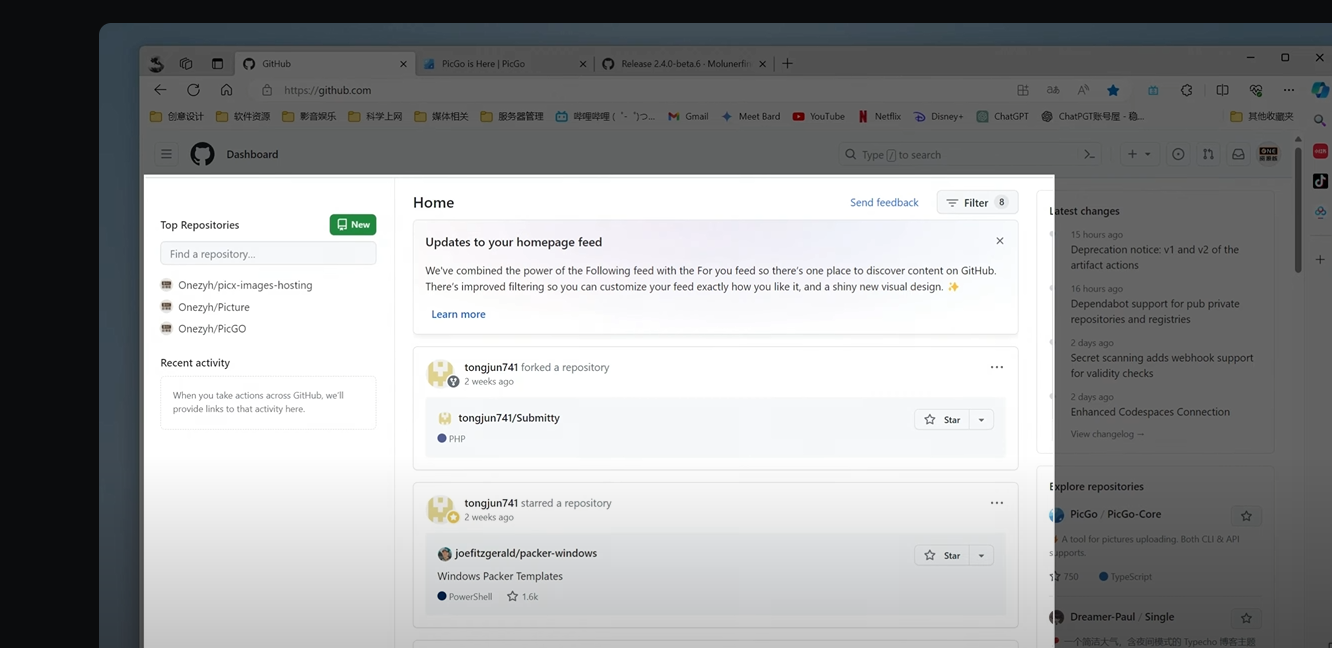 GitHub
PicGo is Here | PicGo
Release 2.4.0-beta.6 · Molunerfi
https://github.com
创意设计
软件资源
影音娱乐
科学上网
媒体相关
服务器管理
哔哩哔哩 (゜-゜)つ...
Gmail
Meet Bard
YouTube
Netflix
Disney+
ChatGPT
ChatPGT账号屋 - 稳...
其他收藏夹
Dashboard
Type / to search
Top Repositories
New
Find a repository...
Onezyh/picx-images-hosting
Onezyh/Picture
Onezyh/PicGO
Recent activity
When you take actions across GitHub, we'll
provide links to that activity here.
Home
Send feedback
Filter 8
Updates to your homepage feed
We've combined the power of the Following feed with the For you feed so there's one place to discover content on GitHub.
There's improved filtering so you can customize your feed exactly how you like it, and a shiny new visual design. ✨
Learn more
tongjun741 forked a repository
2 weeks ago
tongjun741/Submitty
Star
PHP
tongjun741 starred a repository
2 weeks ago
joefitzgerald/packer-windows
Star
Windows Packer Templates
PowerShell
1.6k
Latest changes
15 hours ago
Deprecation notice: v1 and v2 of the
artifact actions
16 hours ago
Dependabot support for pub private
repositories and registries
2 days ago
Secret scanning adds webhook support
for validity checks
2 days ago
Enhanced Codespaces Connection
View changelog →
Explore repositories
PicGo / PicGo-Core
A tool for pictures uploading. Both CLI & API
supports.
750
TypeScript
Dreamer-Paul / Single
一个简洁大气，含夜间模式的 Typecho 博客主题